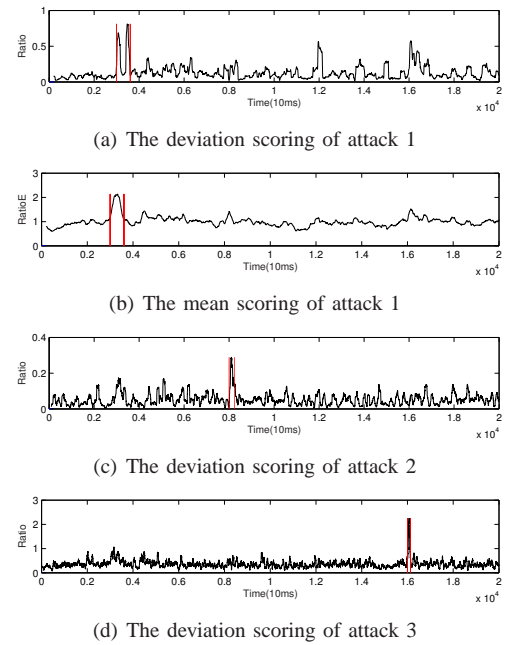 1
0.5
0
Ratio
0 0.2 0.4 0.6 0.8 1 1.2 1.4 1.6 1.8 2
Time(10ms)
x 10^4
(a) The deviation scoring of attack 1
3
2
1
0
RatioE
0 0.2 0.4 0.6 0.8 1 1.2 1.4 1.6 1.8 2
Time(10ms)
x 10^4
(b) The mean scoring of attack 1
0.4
0.2
0
Ratio
0 0.2 0.4 0.6 0.8 1 1.2 1.4 1.6 1.8 2
Time(10ms)
x 10^4
(c) The deviation scoring of attack 2
3
2
1
0
Ratio
0 0.2 0.4 0.6 0.8 1 1.2 1.4 1.6 1.8 2
Time(10ms)
x 10^4
(d) The deviation scoring of attack 3